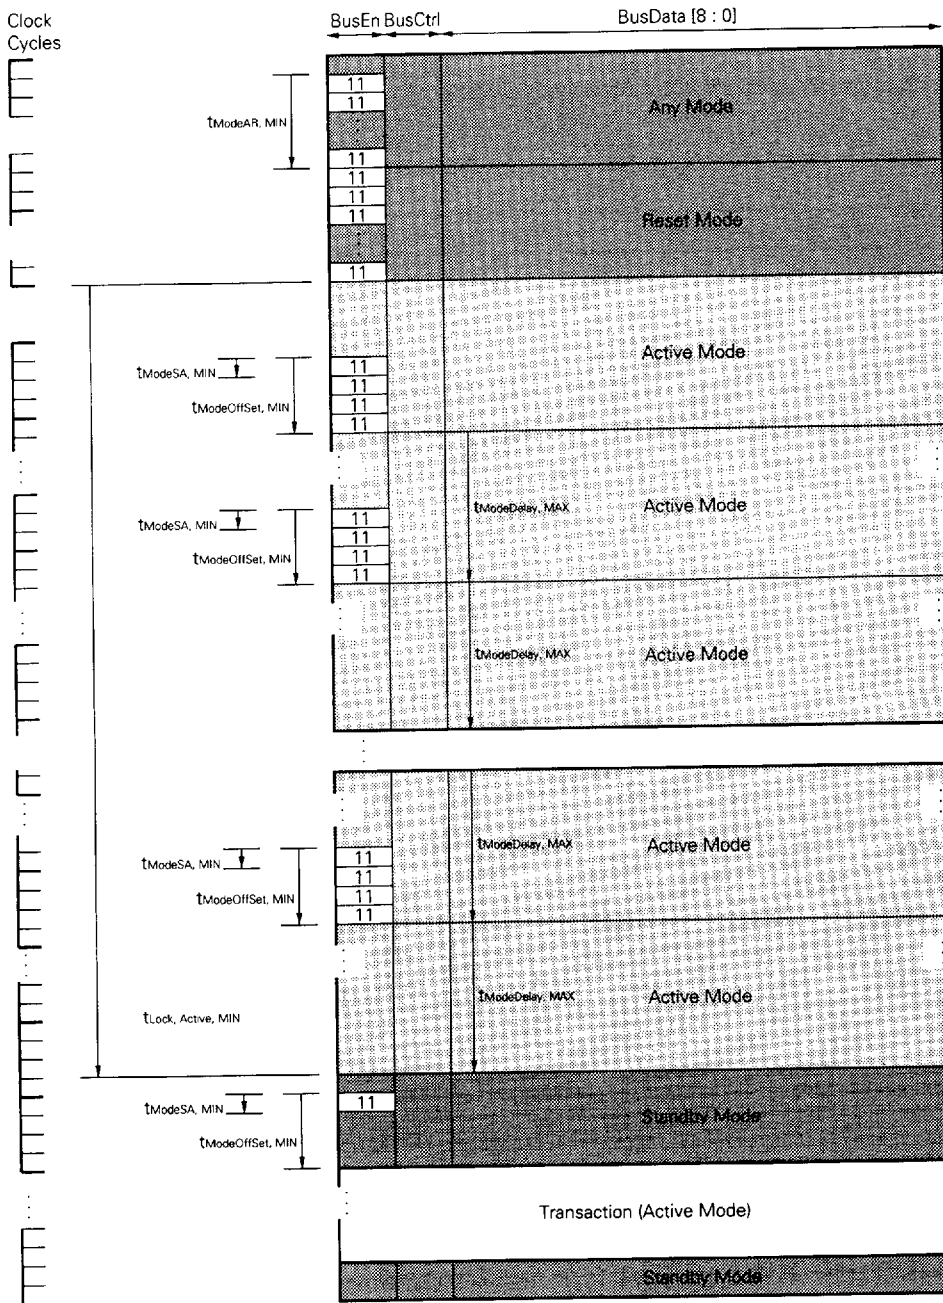 Clock
Cycles
BusEn BusCtrl BusData [8 : 0]
11
11
tModeAR, MIN
Any Mode
11
11
11
11
Reset Mode
11
Active Mode
tModeSA, MIN
11
11
tModeOffSet, MIN
11
11
tModeDelay, MAX
Active Mode
tModeSA, MIN
11
11
tModeOffSet, MIN
11
11
tModeDelay, MAX
Active Mode
tModeDelay, MAX
Active Mode
tModeSA, MIN
11
11
tModeOffSet, MIN
11
11
tModeDelay, MAX
Active Mode
tLock, Active, MIN
tModeSA, MIN
11
Standby Mode
tModeOffSet, MIN
Transaction (Active Mode)
Standby Mode